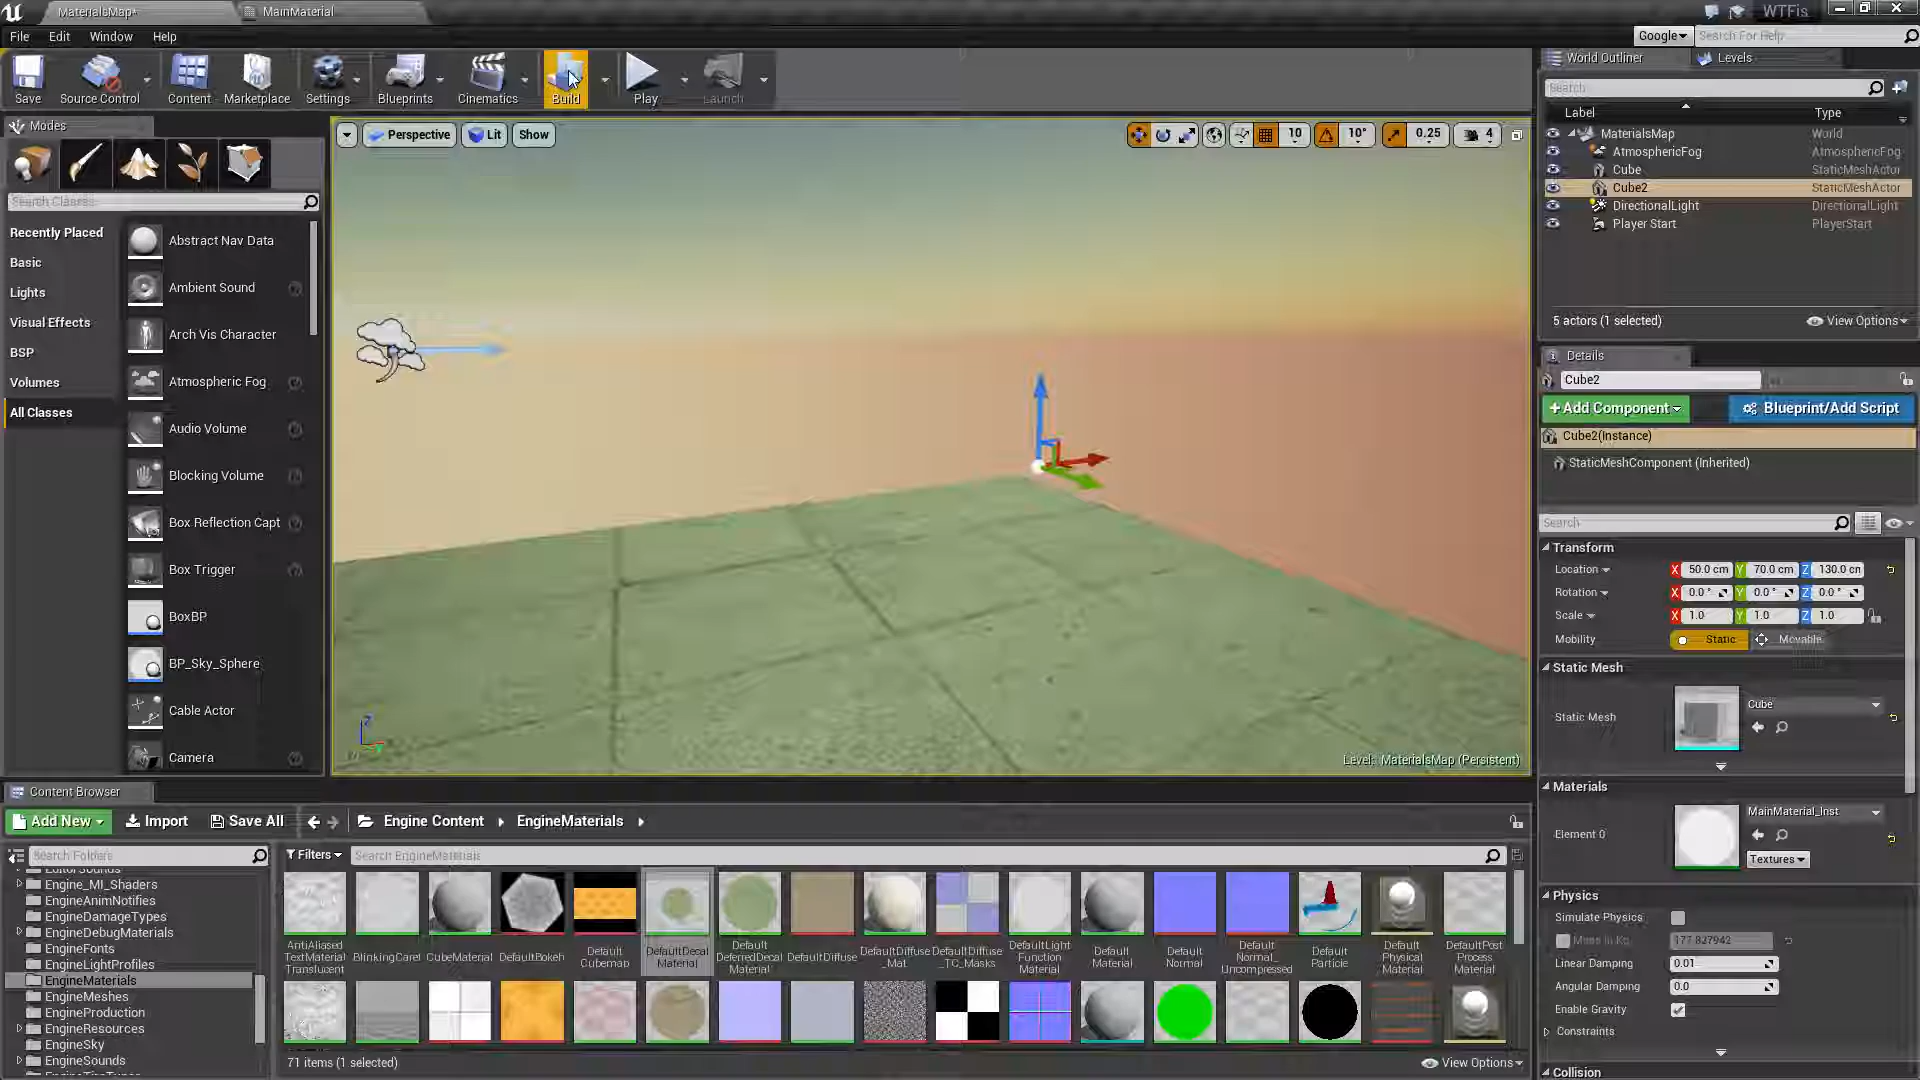 MaterialsMap*
MainMaterial
WTFis
File Edit Window Help
Google
Search For Help
Save
Source Control
Content
Marketplace
Settings
Blueprints
Cinematics
Build
Play
Launch
Modes
Search Classes
Recently Placed
Basic
Lights
Visual Effects
BSP
Volumes
All Classes
Abstract Nav Data
Ambient Sound
Arch Vis Character
Atmospheric Fog
Audio Volume
Blocking Volume
Box Reflection Capt
Box Trigger
BoxBP
BP_Sky_Sphere
Cable Actor
Camera
Perspective Lit Show
10 10° 0.25 4
Level: MaterialsMap (Persistent)
World Outliner Levels
Search
Label Type
MaterialsMap World
AtmosphericFog AtmosphericFog
Cube StaticMeshActor
Cube2 StaticMeshActor
DirectionalLight DirectionalLight
Player Start PlayerStart
5 actors (1 selected)
View Options
Details
Cube2
+Add Component
Blueprint/Add Script
Cube2(Instance)
StaticMeshComponent (Inherited)
Search
Transform
Location X 50.0 cm Y 70.0 cm Z 130.0 cm
Rotation X 0.0 ° Y 0.0 ° Z 0.0 °
Scale X 1.0 Y 1.0 Z 1.0
Mobility Static Movable
Static Mesh
Static Mesh
Cube
Materials
Element 0
MainMaterial_Inst
Textures
Physics
Simulate Physics
Mass in Kg 177.827942
Linear Damping 0.01
Angular Damping 0.0
Enable Gravity
Constraints
Collision
Content Browser
Add New Import Save All
Engine Content EngineMaterials
Search Folders
Filters
Search EngineMaterials
Engine_MI_Shaders
EngineAnimNotifies
EngineDamageTypes
EngineDebugMaterials
EngineFonts
EngineLightProfiles
EngineMaterials
EngineMeshes
EngineProduction
EngineResources
EngineSky
EngineSounds
AntiAliased TextMaterial Translucent
BlinkingCaret
CubeMaterial
DefaultBokeh
Default Cubemap
DefaultDecal Material
Default DeferredDecal Material
DefaultDiffuse
DefaultDiffuse _Mat
DefaultDiffuse _TC_Masks
DefaultLight Function Material
Default Material
Default Normal
Default Normal_ Uncompressed
Default Particle
Default Physical Material
DefaultPost Process Material
71 items (1 selected)
View Options